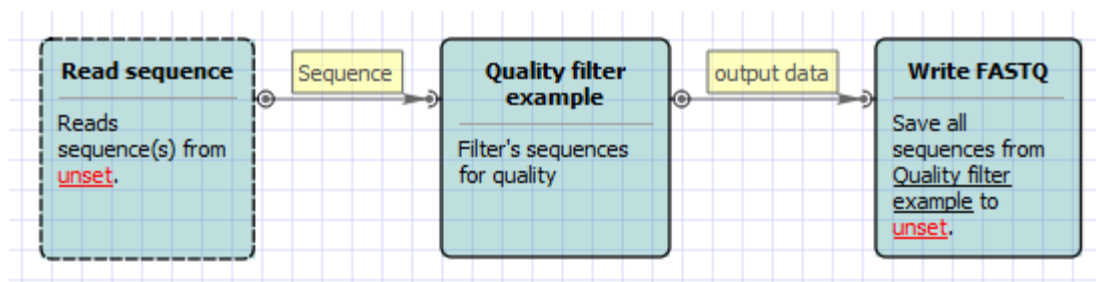 Read sequence
Reads
sequence(s) from
unset.
Sequence
Quality filter
example
Filter's sequences
for quality
output data
Write FASTQ
Save all
sequences from
Quality filter
example to
unset.